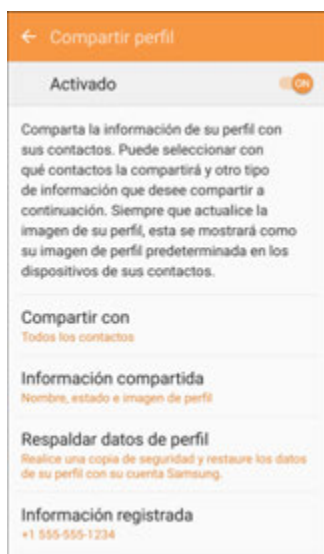 Compartir perfil
Activado
ON
Comparta la información de su perfil con
sus contactos. Puede seleccionar con
qué contactos la compartirá y otro tipo
de información que desee compartir a
continuación. Siempre que actualice la
imagen de su perfil, esta se mostrará como
su imagen de perfil predeterminada en los
dispositivos de sus contactos.
Compartir con
Todos los contactos
Información compartida
Nombre, estado e imagen de perfil
Respaldar datos de perfil
Realice una copia de seguridad y restaure los datos
de su perfil con su cuenta Samsung.
Información registrada
+1 555-555-1234